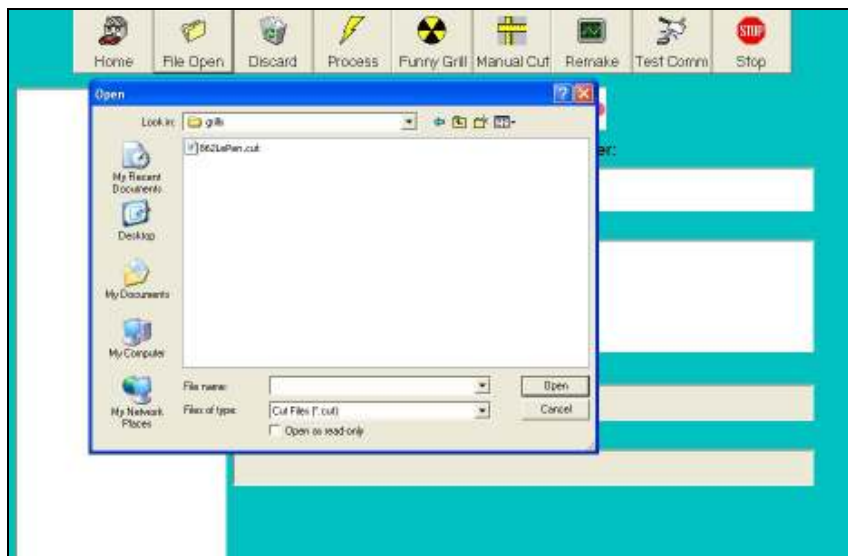 Home File Open Discard Process Funny Grill Manual Cut Remake Test Comm Stop
STOP
Open
Look in: grills
er:
My Recent
Documents
Desktop
My Documents
My Computer
My Network
Places
File name:
Open
Files of type: Cut Files (*.cut)
Cancel
Open as read-only